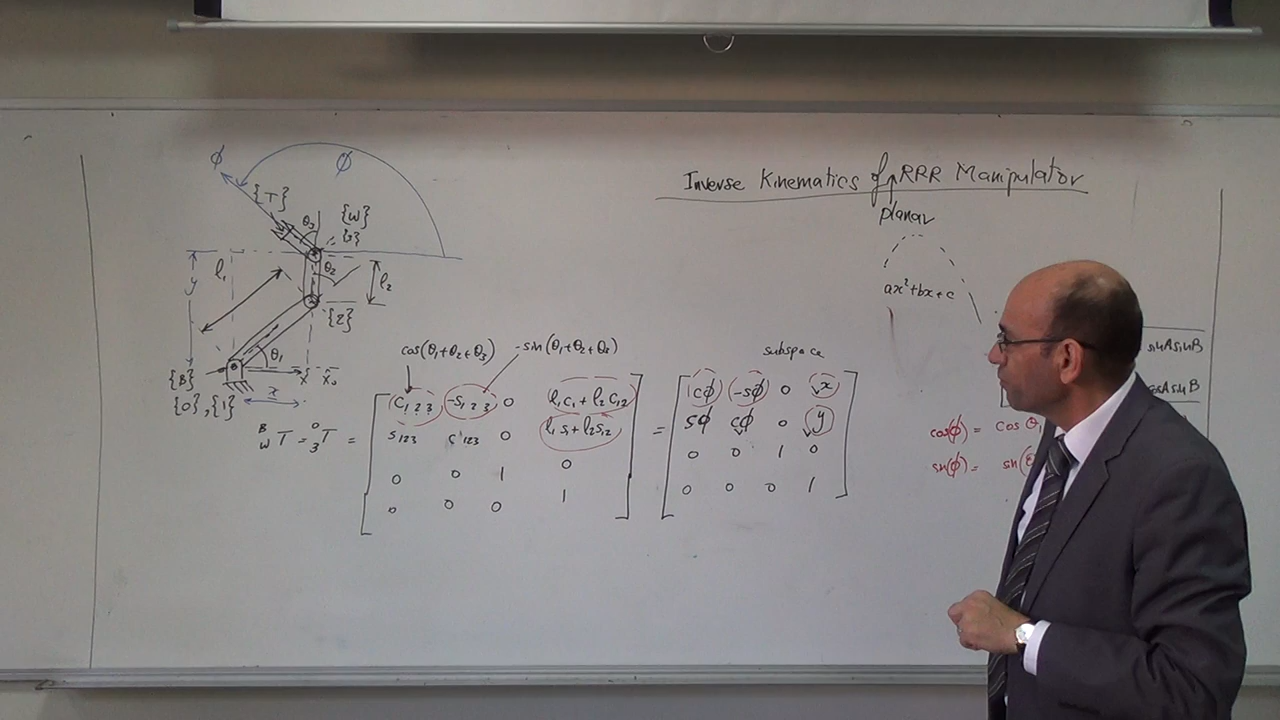 Inverse Kinematics of RRR Manipulator
planar
ax²+bx+c
ϕ
ϕ
{T}
θ₃
{W}
{3}
θ₂
l₁
y
l₂
{2}
θ₁
{B}
x
X₀
{0},{1}
x
cos(θ₁+θ₂+θ₃)
-sin(θ₁+θ₂+θ₃)
subspace
ᴮ_W T = ⁰₃T = [ C₁₂₃ -S₁₂₃ 0 l₁C₁+l₂C₁₂ ] = [ cϕ -sϕ 0 x ]
S₁₂₃ C₁₂₃ 0 l₁S₁+l₂S₁₂ sϕ cϕ 0 y
0 0 1 0 0 0 1 0
0 0 0 1 0 0 0 1
sinAsinB
cos(ϕ) = cos θ₁
sin(ϕ) = sin(